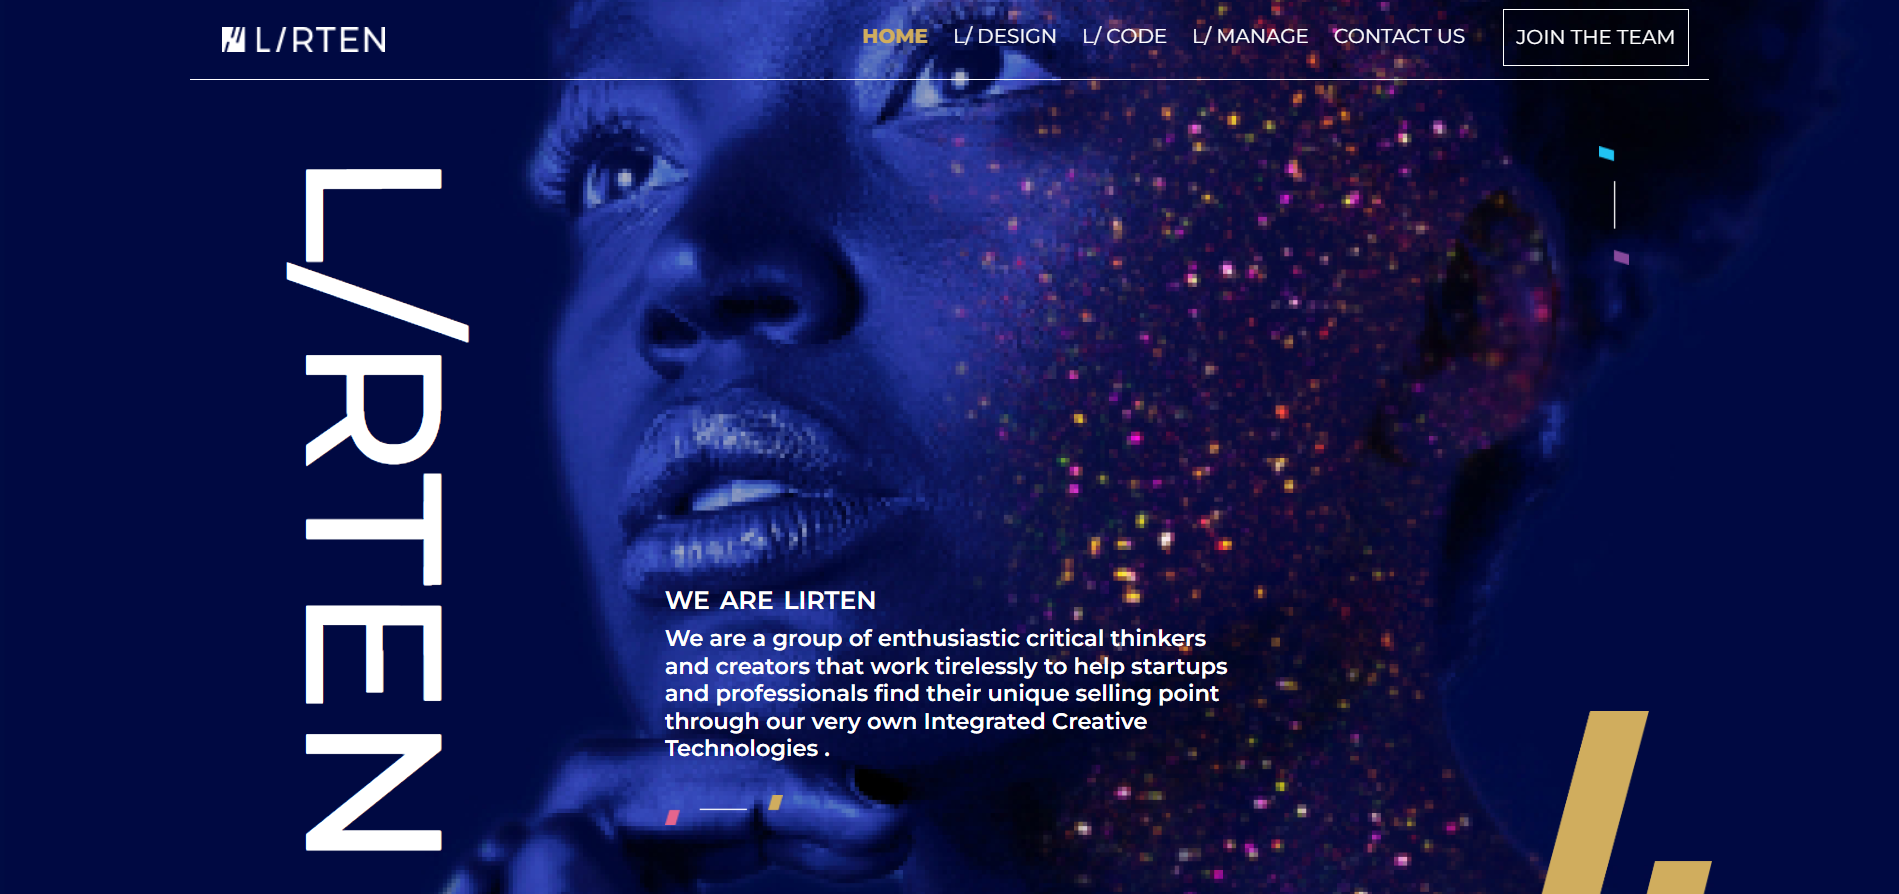 L/RTEN
HOME
L/ DESIGN
L/ CODE
L/ MANAGE
CONTACT US
JOIN THE TEAM
L/RTEN
WE ARE LIRTEN
We are a group of enthusiastic critical thinkers
and creators that work tirelessly to help startups
and professionals find their unique selling point
through our very own Integrated Creative
Technologies .